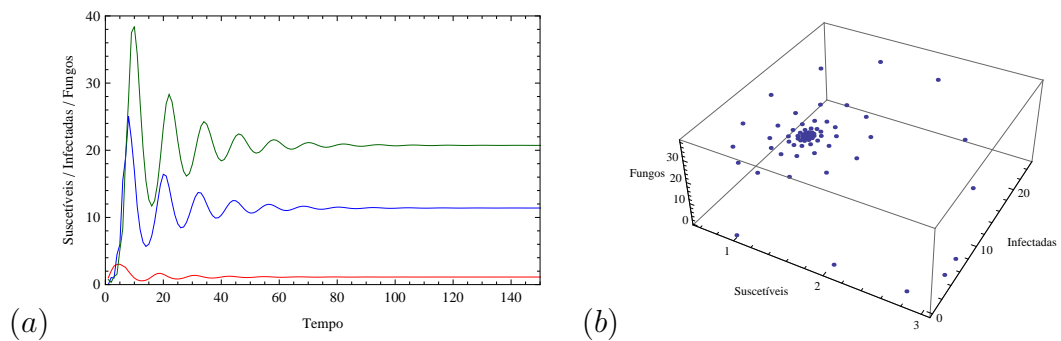 Suscetíveis / Infectadas / Fungos
40
30
20
10
0
0 20 40 60 80 100 120 140
Tempo
(a)
Fungos
30
20
10
0
1
2
3
Suscetíveis
0
10
20
Infectadas
(b)